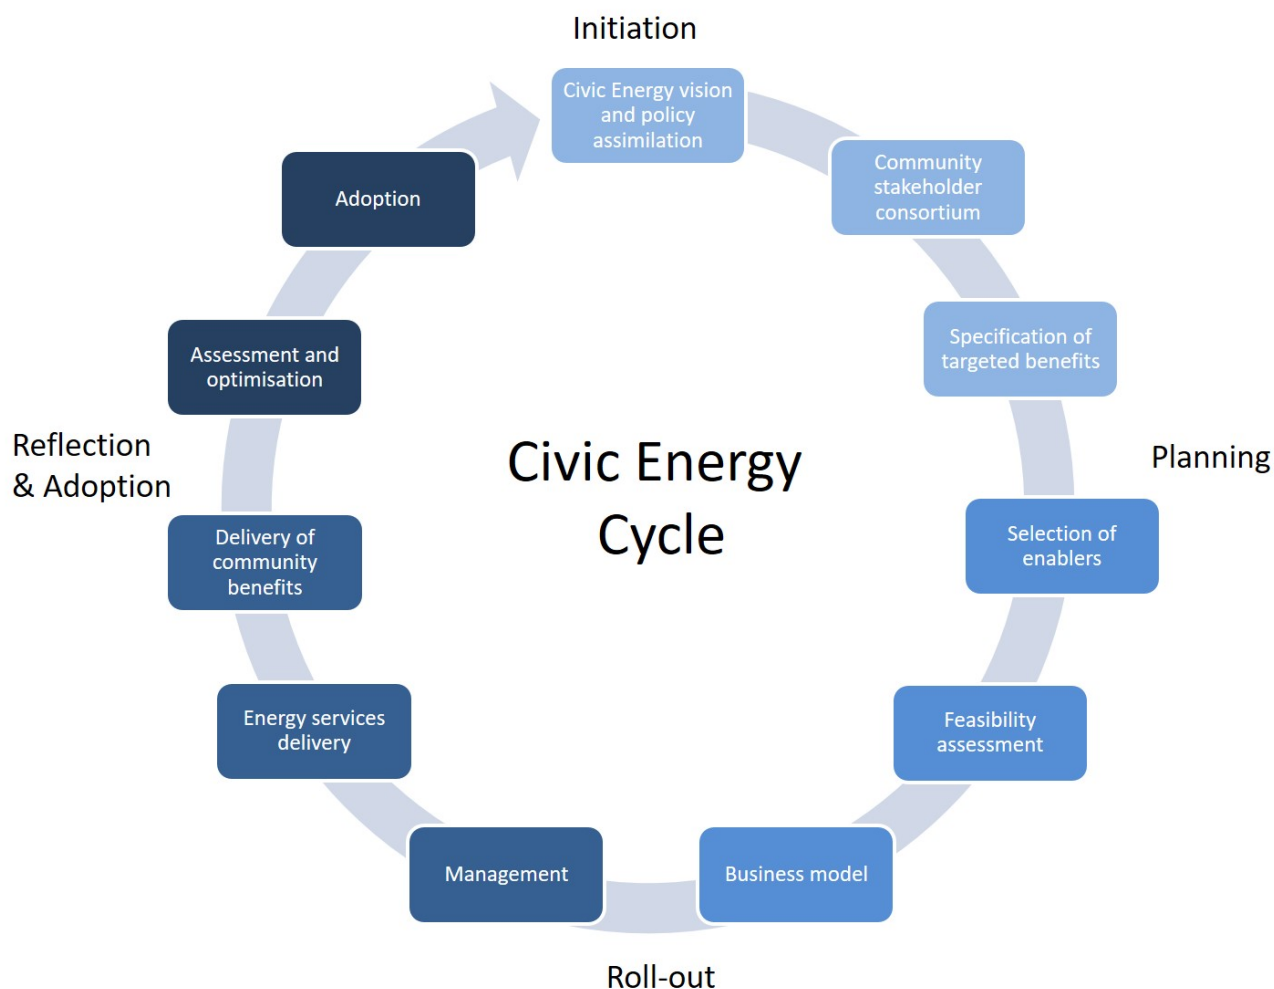 Initiation
Civic Energy vision
and policy
assimilation
Community
stakeholder
consortium
Specification of
targeted benefits
Planning
Selection of
enablers
Feasibility
assessment
Business model
Roll-out
Management
Energy services
delivery
Delivery of
community
benefits
Reflection
& Adoption
Assessment and
optimisation
Adoption
Civic Energy
Cycle